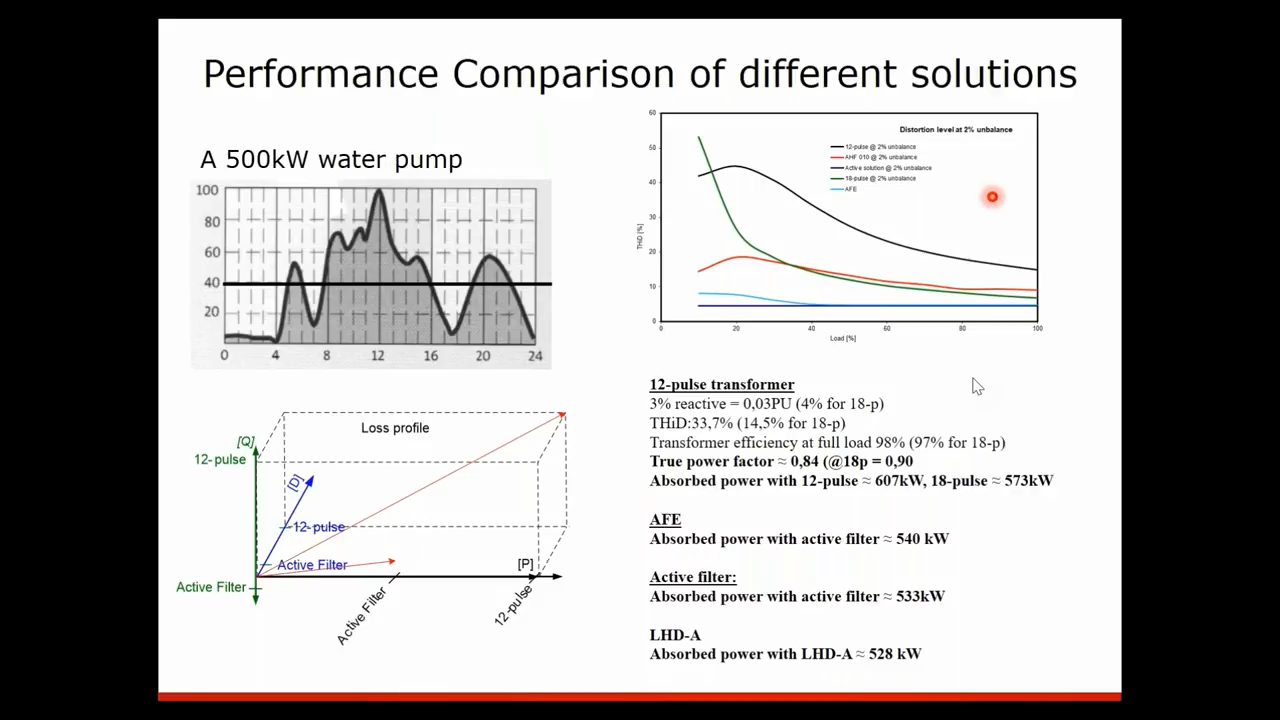 Performance Comparison of different solutions
A 500kW water pump
100
80
60
40
20
0 4 8 12 16 20 24
Distortion level at 2% unbalance
12-pulse @ 2% unbalance
AHF 010 @ 2% unbalance
Active solution @ 2% unbalance
18-pulse @ 2% unbalance
AFE
THiD [%]
60
50
40
30
20
10
0
20 40 60 80 100
Load [%]
Loss profile
[Q]
12-pulse
[D]
12-pulse
Active Filter
[P]
Active Filter
Active Filter
12-pulse
12-pulse transformer
3% reactive = 0,03PU (4% for 18-p)
THiD:33,7% (14,5% for 18-p)
Transformer efficiency at full load 98% (97% for 18-p)
True power factor ≈ 0,84 (@18p = 0,90
Absorbed power with 12-pulse ≈ 607kW, 18-pulse ≈ 573kW
AFE
Absorbed power with active filter ≈ 540 kW
Active filter:
Absorbed power with active filter ≈ 533kW
LHD-A
Absorbed power with LHD-A ≈ 528 kW